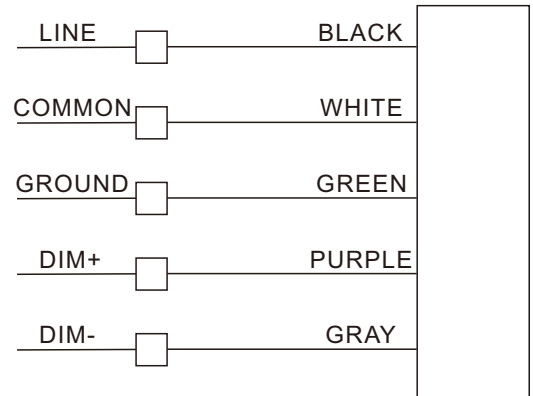 LINE BLACK
COMMON WHITE
GROUND GREEN
DIM+ PURPLE
DIM- GRAY